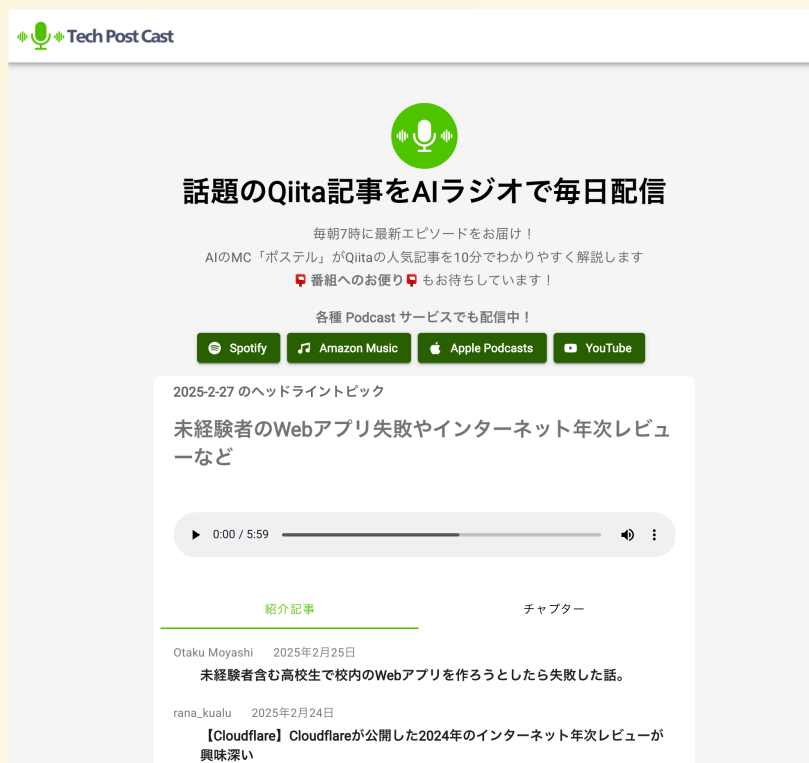 Tech Post Cast
話題のQiita記事をAIラジオで毎日配信
毎朝7時に最新エピソードをお届け！
AIのMC「ポステル」がQiitaの人気記事を10分でわかりやすく解説します
📮 番組へのお便り📮 もお待ちしています！
各種 Podcast サービスでも配信中！
Spotify Amazon Music Apple Podcasts YouTube
2025-2-27 のヘッドライントピック
未経験者のWebアプリ失敗やインターネット年次レビュ
ーなど
0:00 / 5:59
紹介記事 チャプター
Otaku Moyashi 2025年2月25日
未経験者含む高校生で校内のWebアプリを作ろうとしたら失敗した話。
rana_kualu 2025年2月24日
【Cloudflare】Cloudflareが公開した2024年のインターネット年次レビューが
興味深い